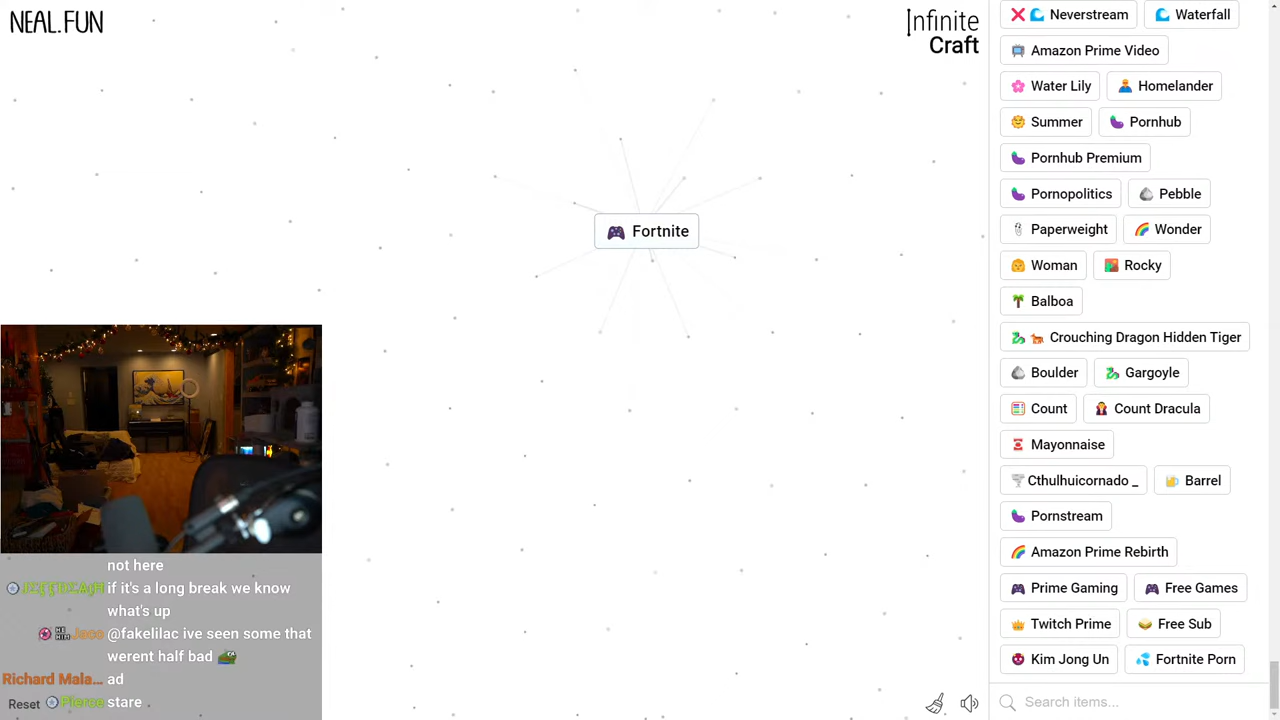 NEAL.FUN
Infinite
Craft
Fortnite
Neverstream
Waterfall
Amazon Prime Video
Water Lily
Homelander
Summer
Pornhub
Pornhub Premium
Pornopolitics
Pebble
Paperweight
Wonder
Woman
Rocky
Balboa
Crouching Dragon Hidden Tiger
Boulder
Gargoyle
Count
Count Dracula
Mayonnaise
Cthulhuicornado _
Barrel
Pornstream
Amazon Prime Rebirth
Prime Gaming
Free Games
Twitch Prime
Free Sub
Kim Jong Un
Fortnite Porn
Search items...
not here
if it's a long break we know
what's up
@fakelilac ive seen some that
werent half bad
Richard Mala... ad
Reset
Pierce stare